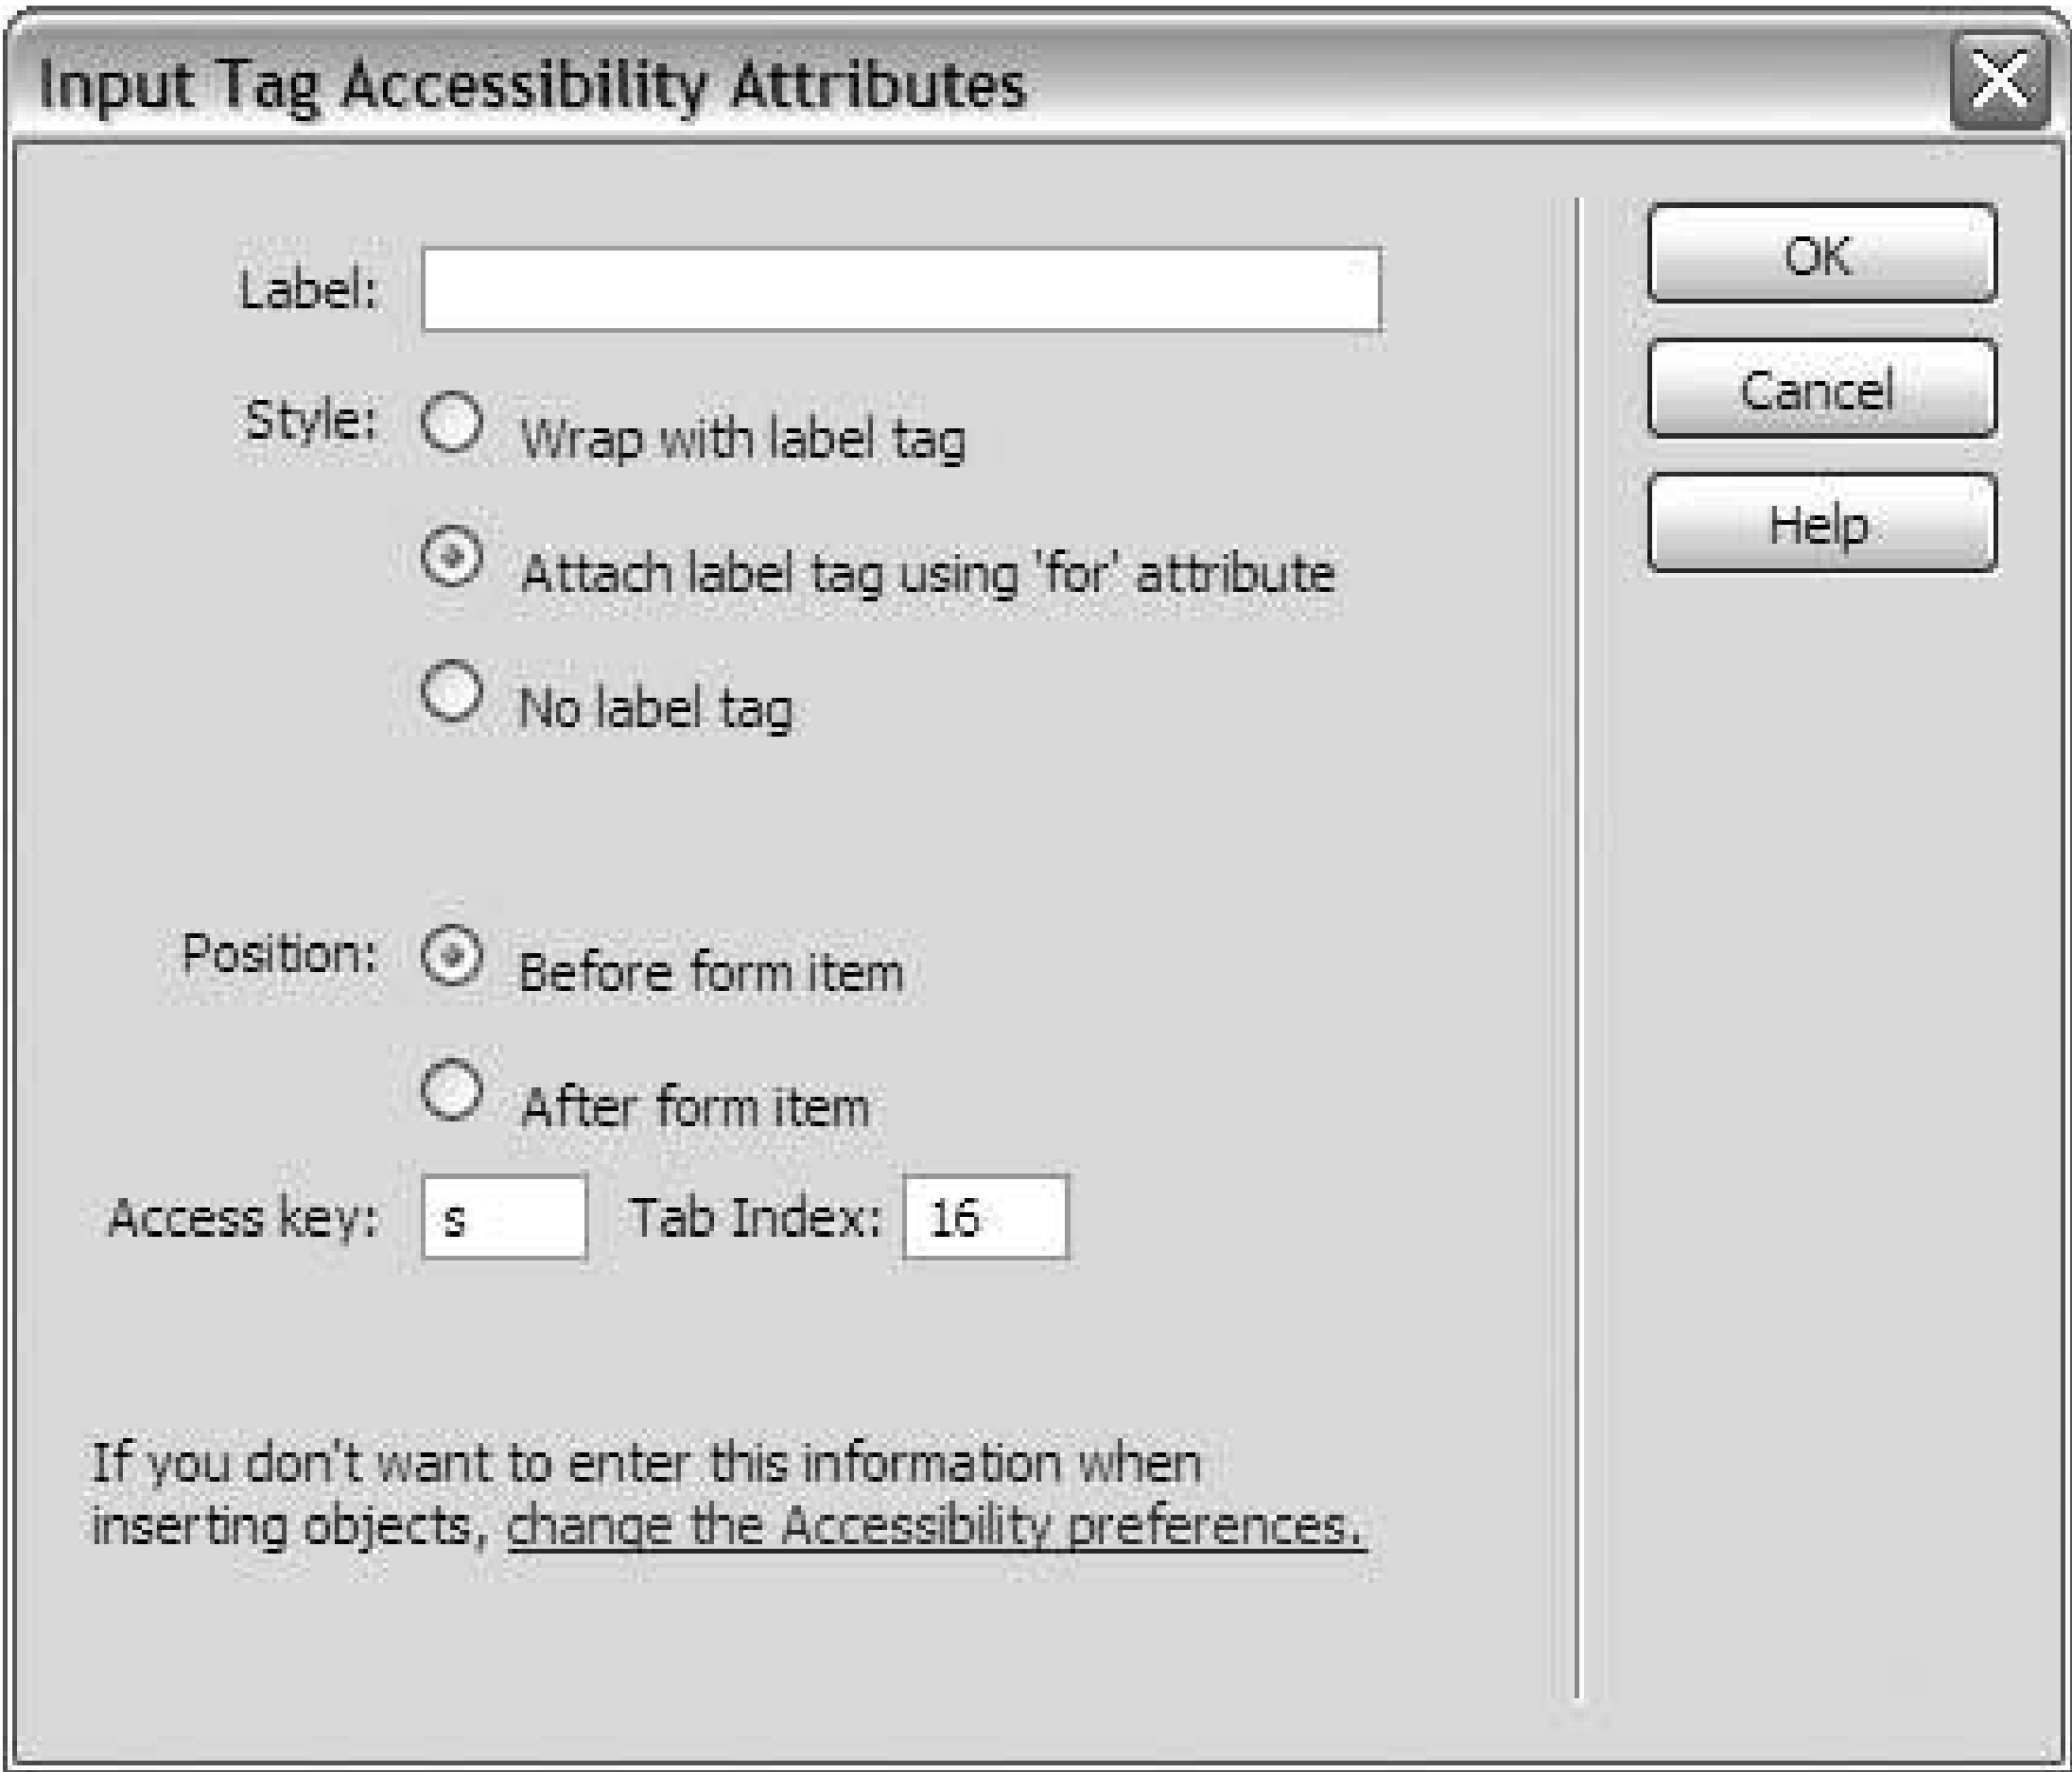 Input Tag Accessibility Attributes
Label:
OK
Cancel
Help
Style: Wrap with label tag
Attach label tag using 'for' attribute
No label tag
Position: Before form item
After form item
Access key: s Tab Index: 16
If you don't want to enter this information when
inserting objects, change the Accessibility preferences.